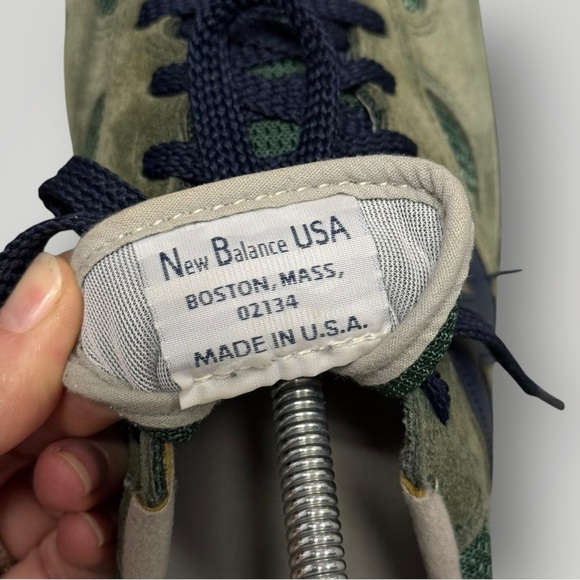 New Balance USA
BOSTON, MASS,
02134
MADE IN U.S.A.